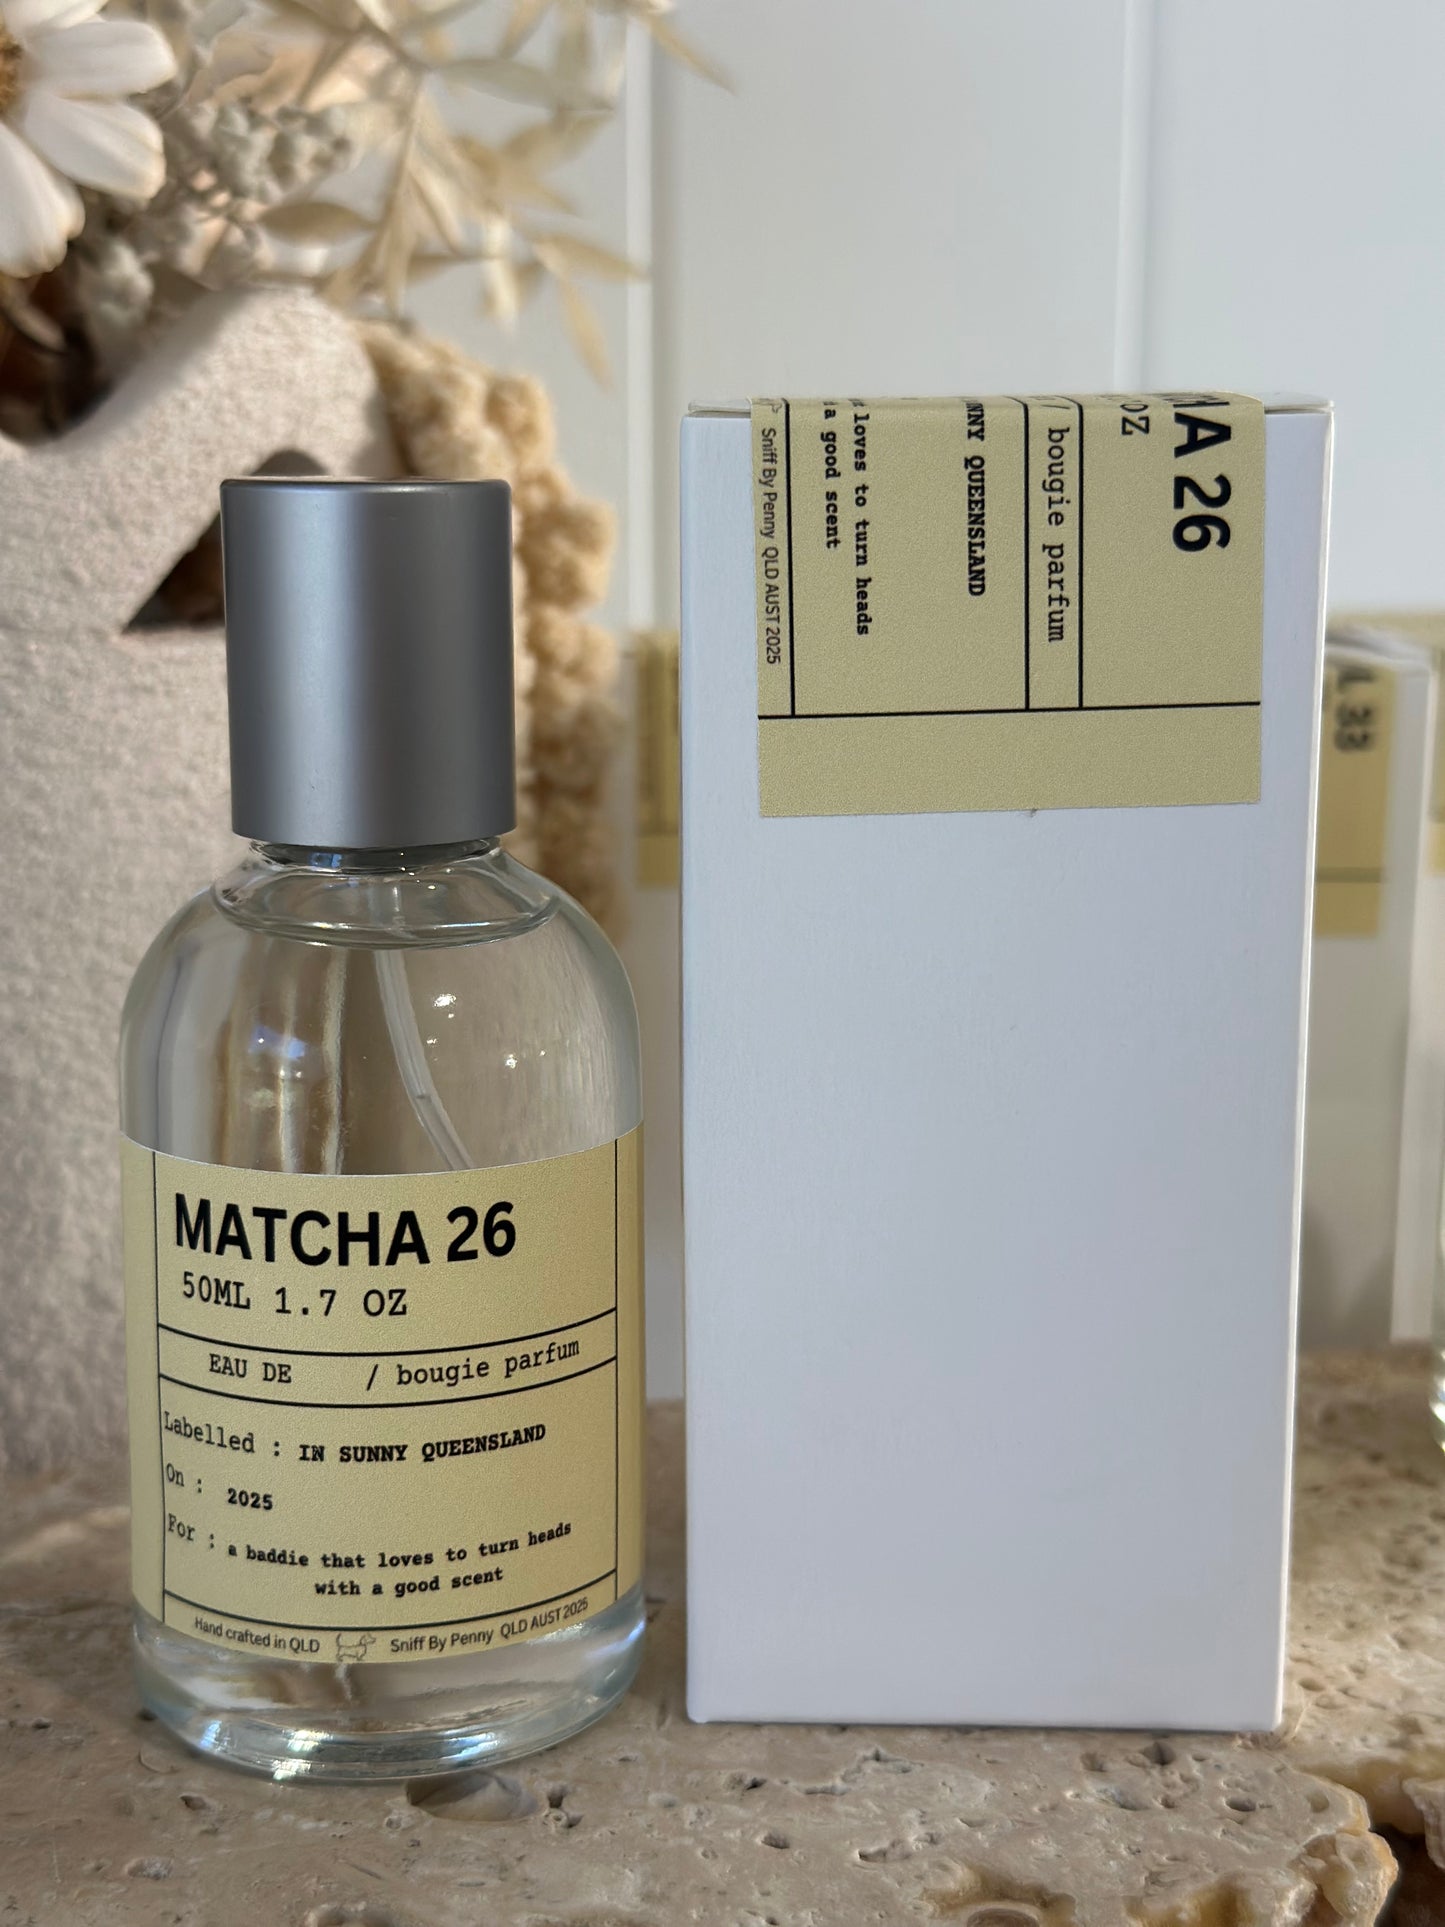 MATCHA 26
50ML 1.7 OZ
EAU DE / bougie parfum
Labelled : IN SUNNY QUEENSLAND
On : 2025
For : a baddie that loves to turn heads
with a good scent
Hand crafted in QLD Sniff By Penny QLD AUST 2025
A 26
OZ
/ bougie parfum
NNY QUEENSLAND
loves to turn heads
a good scent
Sniff By Penny QLD AUST 2025
33